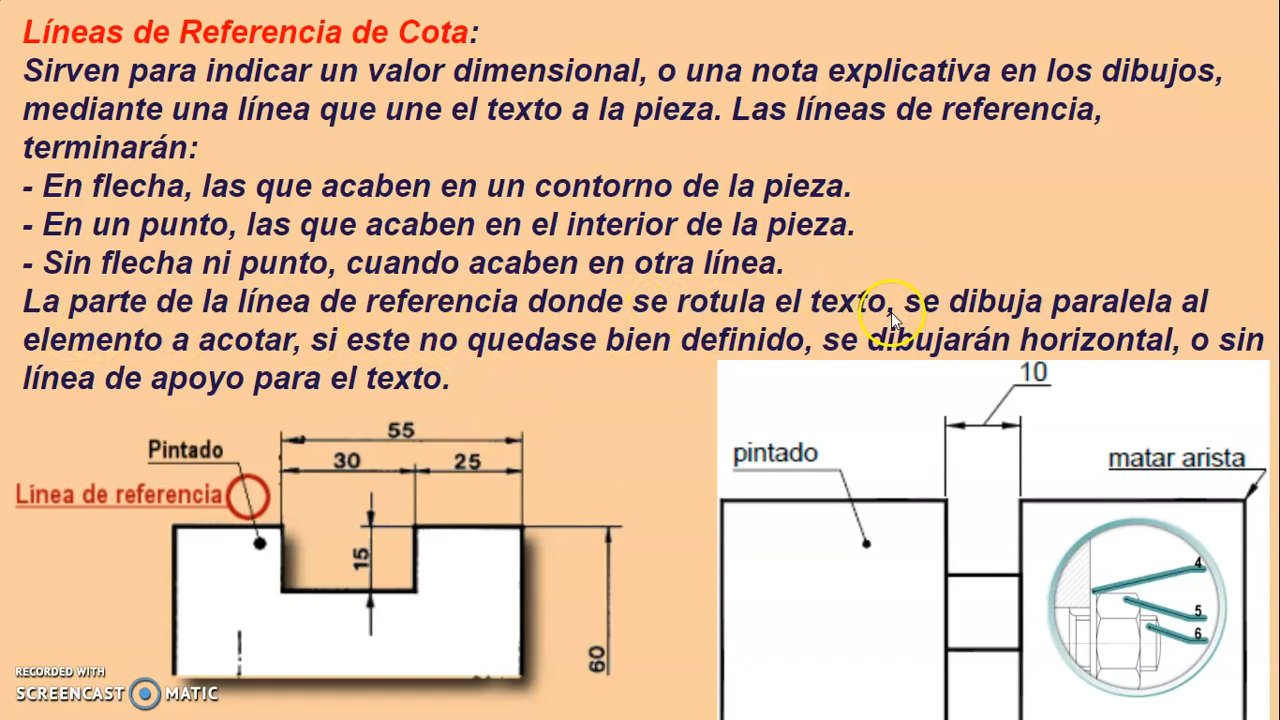 Líneas de Referencia de Cota:
Sirven para indicar un valor dimensional, o una nota explicativa en los dibujos,
mediante una línea que une el texto a la pieza. Las líneas de referencia,
terminarán:
- En flecha, las que acaben en un contorno de la pieza.
- En un punto, las que acaben en el interior de la pieza.
- Sin flecha ni punto, cuando acaben en otra línea.
La parte de la línea de referencia donde se rotula el texto, se dibuja paralela al
elemento a acotar, si este no quedase bien definido, se dibujarán horizontal, o sin
línea de apoyo para el texto.
55
Pintado
30
25
Línea de referencia
15
60
10
pintado
matar arista
4
5
6
RECORDED WITH
SCREENCAST MATIC